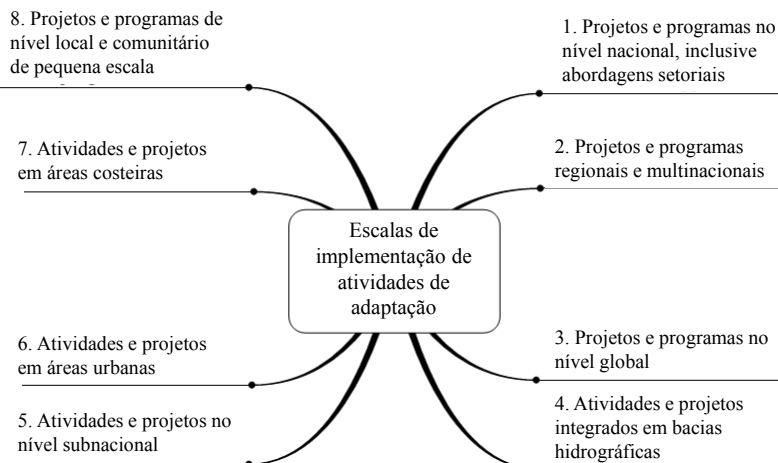 8. Projetos e programas de
nível local e comunitário
de pequena escala
1. Projetos e programas no
nível nacional, inclusive
abordagens setoriais
7. Atividades e projetos
em áreas costeiras
2. Projetos e programas
regionais e multinacionais
Escalas de
implementação de
atividades de
adaptação
6. Atividades e projetos
em áreas urbanas
3. Projetos e programas no
nível global
5. Atividades e projetos no
nível subnacional
4. Atividades e projetos
integrados em bacias
hidrográficas